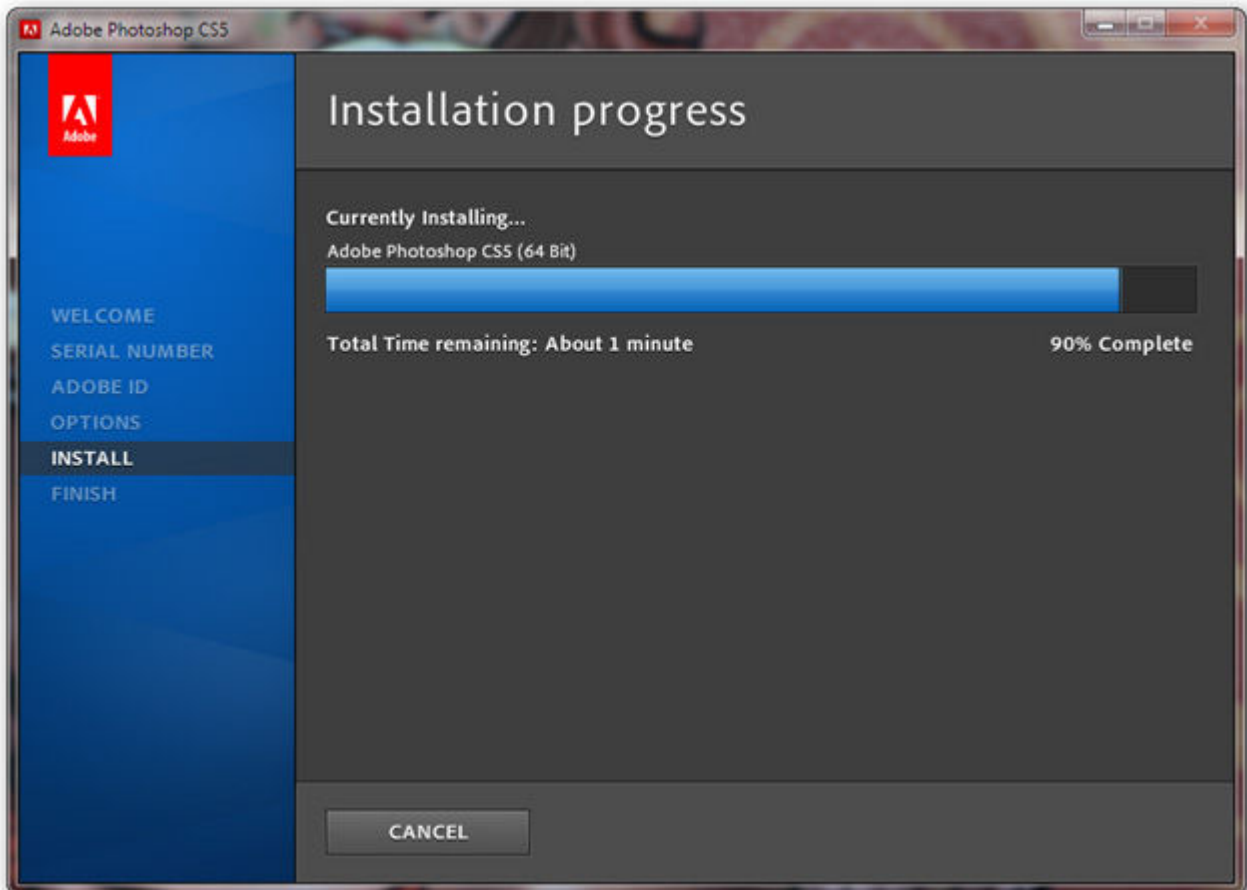 Adobe Photoshop CS5
Adobe
Installation progress
WELCOME
SERIAL NUMBER
ADOBE ID
OPTIONS
INSTALL
FINISH
Currently Installing...
Adobe Photoshop CS5 (64 Bit)
Total Time remaining: About 1 minute
90% Complete
CANCEL